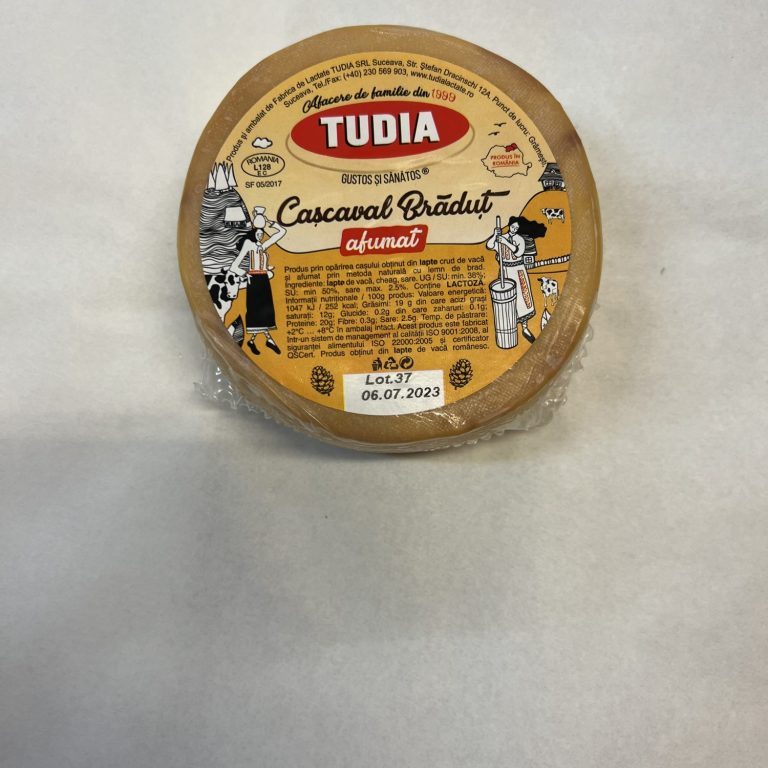 Produs și ambalat de Fabrica de Lactate TUDIA SRL Suceava, Str. Ștefan Dracinschi 12A, Punct de lucru: Grămești,
Suceava, Tel./Fax: (+40) 230 569 903, www.tudialactate.ro
Afacere de familie din 1999
TUDIA
GUSTOS ȘI SĂNĂTOS ®
ROMANIA
L128
E C
SF 05/2017
PRODUS ÎN
ROMÂNIA
Cașcaval Brăduț
afumat
Produs prin opărirea cașului obținut din lapte crud de vacă
și afumat prin metoda naturală cu lemn de brad.
Ingrediente: lapte de vacă, cheag, sare. UG / SU: min. 38%;
SU: min 50%, sare max. 2.5%. Conține LACTOZĂ.
Informații nutriționale / 100g produs: Valoare energetică:
1047 kJ / 252 kcal; Grăsimi: 19 g din care acizi grași
saturați: 12g; Glucide: 0.2g din care zaharuri: 0.1g;
Proteine: 20g; Fibre: 0.3g; Sare: 2.5g. Temp. de păstrare:
+2°C ... +8°C în ambalaj intact. Acest produs este fabricat
într-un sistem de management al calității ISO 9001:2008, al
siguranței alimentului ISO 22000:2005 și certificator
QSCert. Produs obținut din lapte de vacă românesc.
Lot.37
06.07.2023